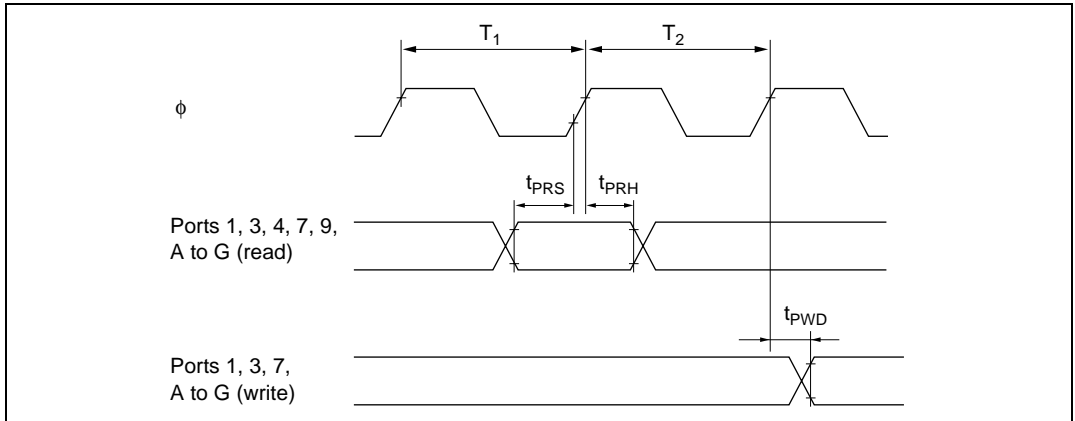 T1 T2
ϕ
tPRS tPRH
Ports 1, 3, 4, 7, 9,
A to G (read)
tPWD
Ports 1, 3, 7,
A to G (write)